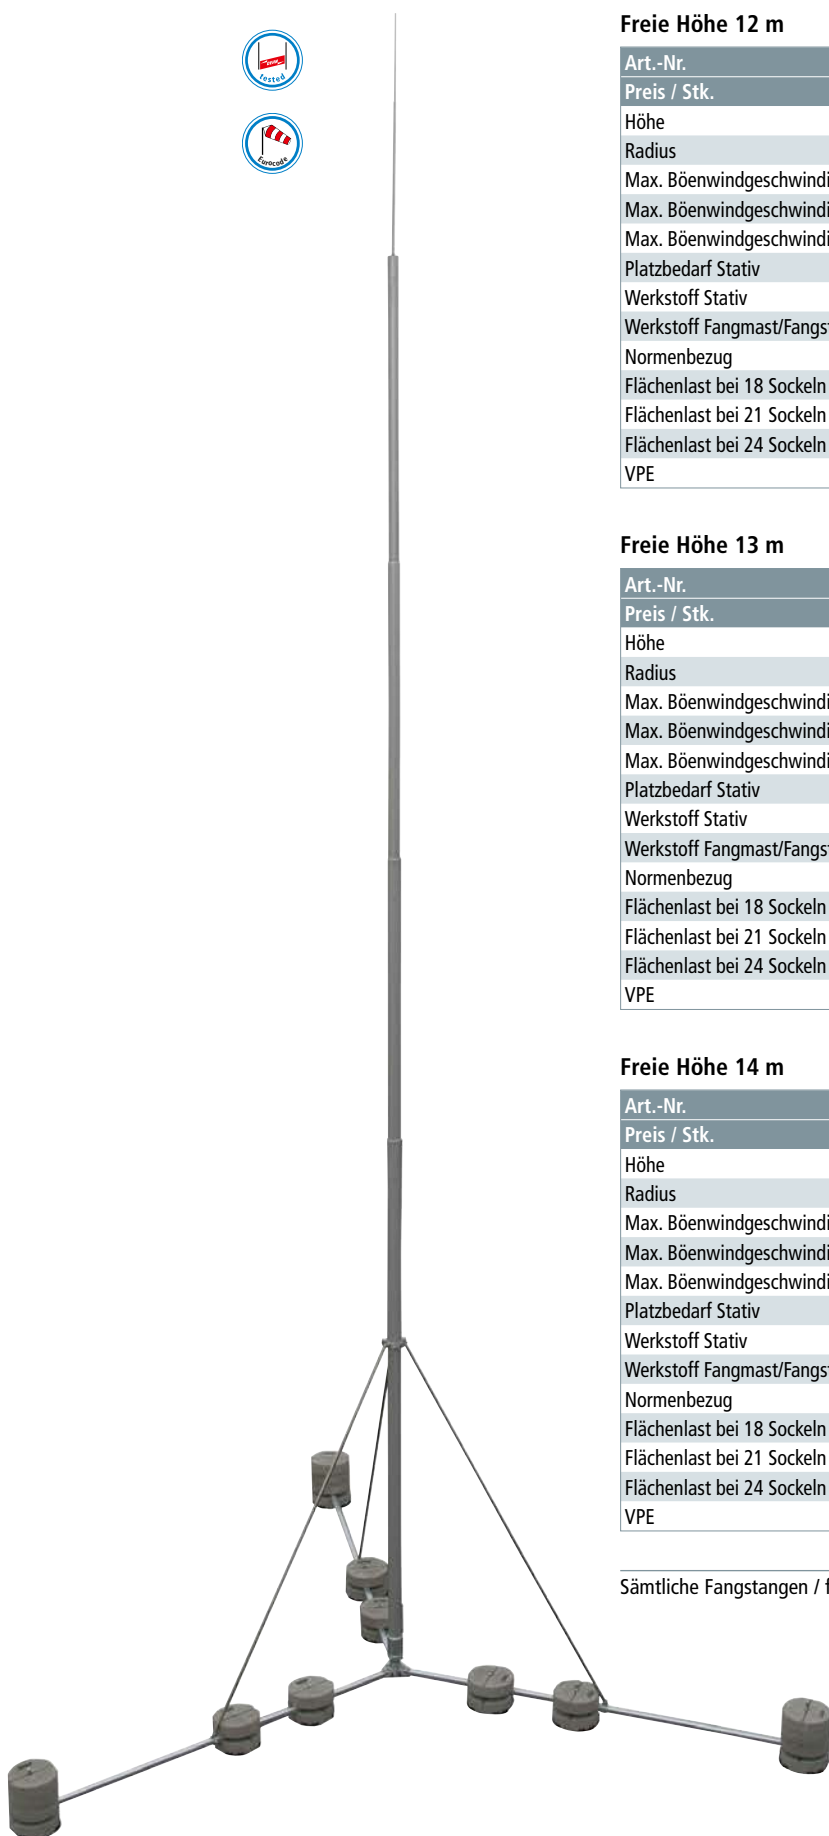 tested
Eurocode
Freie Höhe 12 m
Art.-Nr.
Preis / Stk.
Höhe
Radius
Max. Böenwindgeschwindi
Max. Böenwindgeschwindi
Max. Böenwindgeschwindi
Platzbedarf Stativ
Werkstoff Stativ
Werkstoff Fangmast/Fangst
Normenbezug
Flächenlast bei 18 Sockeln
Flächenlast bei 21 Sockeln
Flächenlast bei 24 Sockeln
VPE
Freie Höhe 13 m
Art.-Nr.
Preis / Stk.
Höhe
Radius
Max. Böenwindgeschwindi
Max. Böenwindgeschwindi
Max. Böenwindgeschwindi
Platzbedarf Stativ
Werkstoff Stativ
Werkstoff Fangmast/Fangst
Normenbezug
Flächenlast bei 18 Sockeln
Flächenlast bei 21 Sockeln
Flächenlast bei 24 Sockeln
VPE
Freie Höhe 14 m
Art.-Nr.
Preis / Stk.
Höhe
Radius
Max. Böenwindgeschwindi
Max. Böenwindgeschwindi
Max. Böenwindgeschwindi
Platzbedarf Stativ
Werkstoff Stativ
Werkstoff Fangmast/Fangst
Normenbezug
Flächenlast bei 18 Sockeln
Flächenlast bei 21 Sockeln
Flächenlast bei 24 Sockeln
VPE
Sämtliche Fangstangen / f